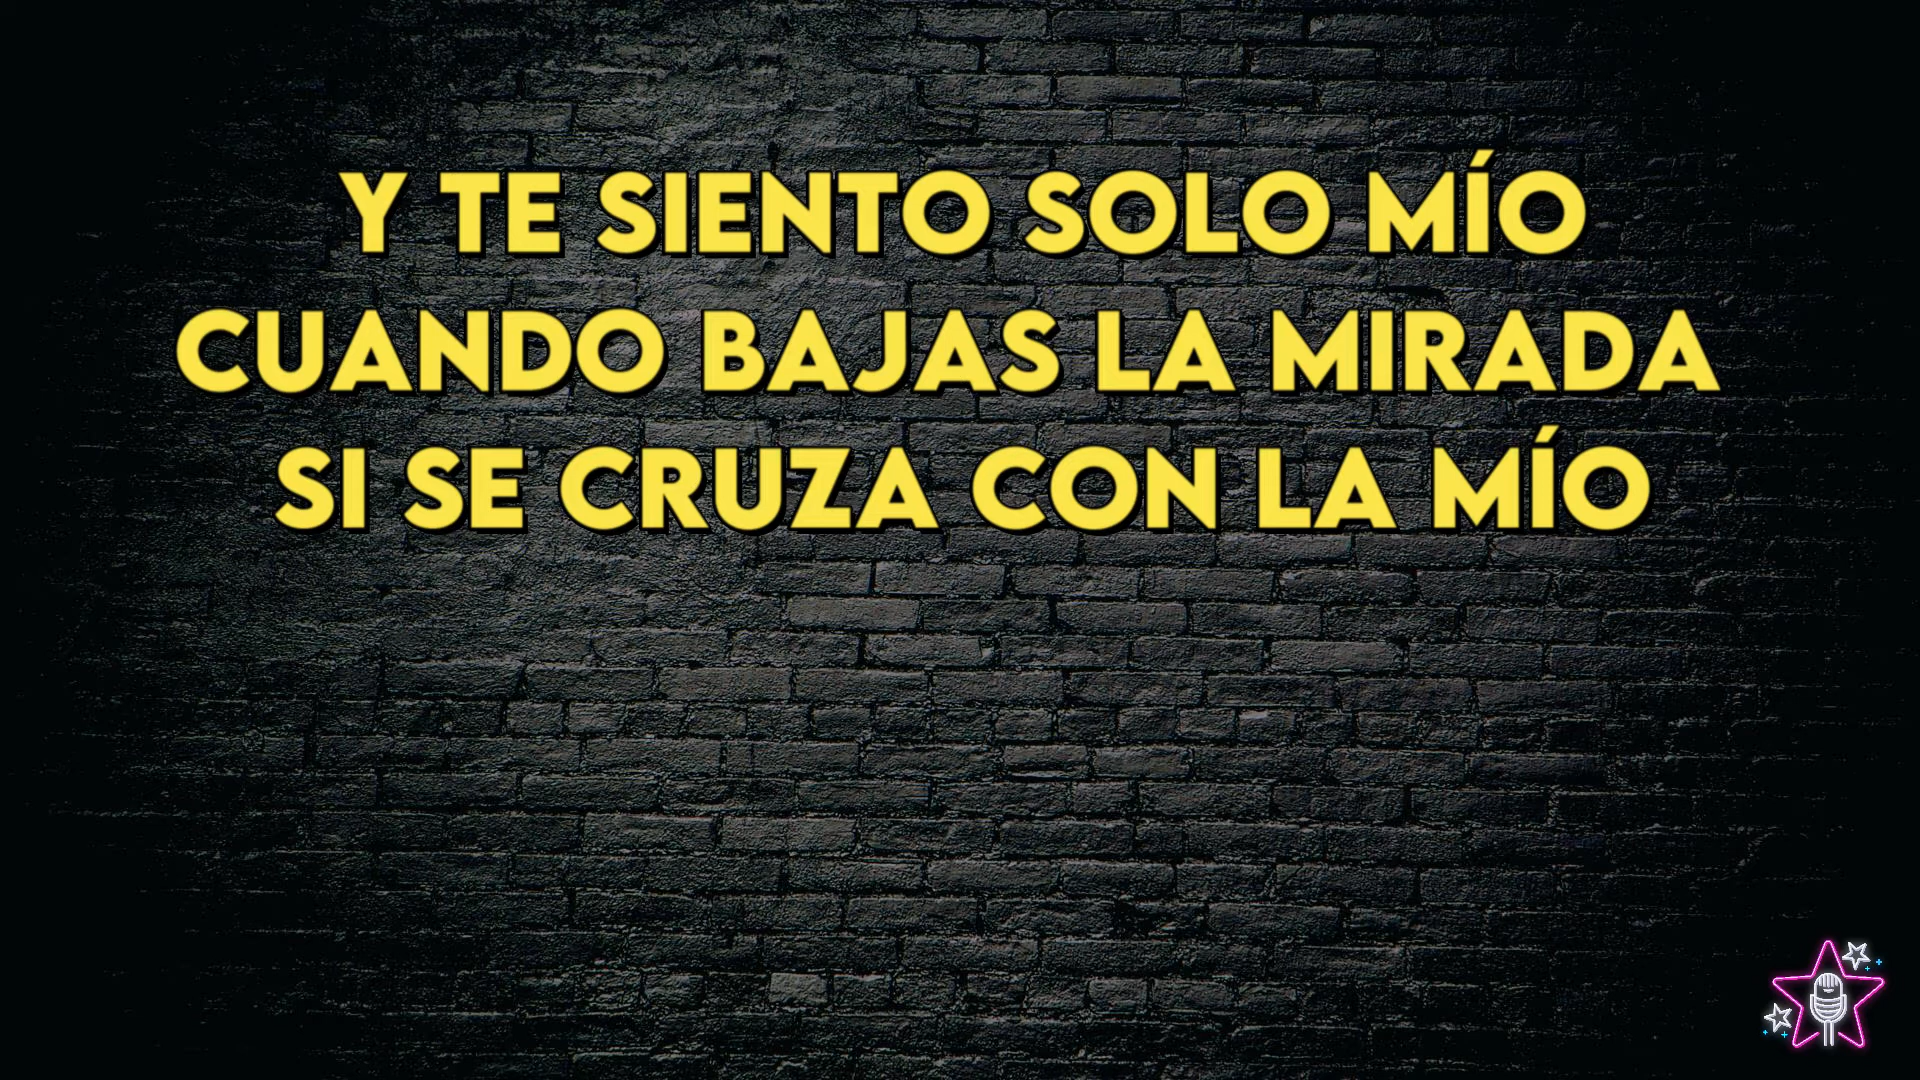 Y TE SIENTO SOLO MÍO
CUANDO BAJAS LA MIRADA
SI SE CRUZA CON LA MÍO